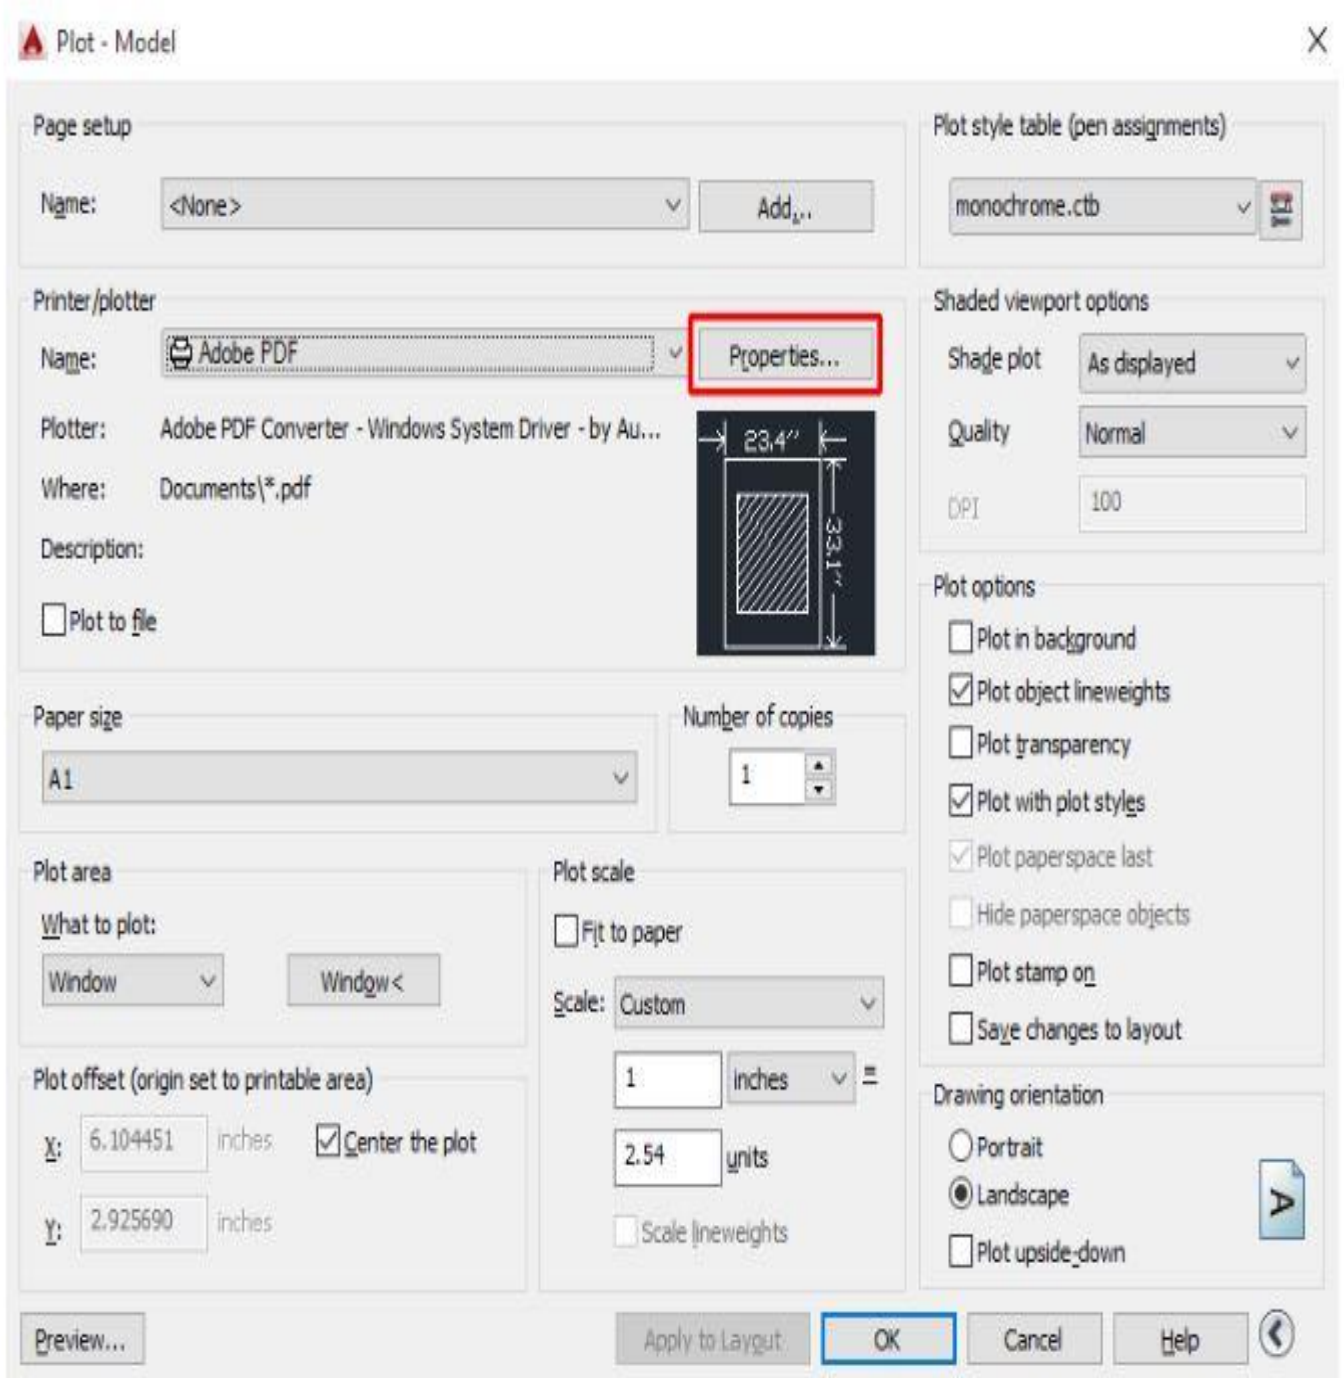 Plot - Model
X
Page setup
Name:
<None>
Add...
Plot style table (pen assignments)
monochrome.ctb
Printer/plotter
Name:
Adobe PDF
Properties...
Plotter:
Adobe PDF Converter - Windows System Driver - by Au...
Where:
Documents\*.pdf
Description:
Plot to file
23.4''
33.1''
Shaded viewport options
Shade plot
As displayed
Quality
Normal
DPI
100
Paper size
A1
Number of copies
1
Plot options
Plot in background
Plot object lineweights
Plot transparency
Plot with plot styles
Plot paperspace last
Hide paperspace objects
Plot stamp on
Save changes to layout
Plot area
What to plot:
Window
Window<
Plot scale
Fit to paper
Scale:
Custom
1
inches
=
2.54
units
Scale lineweights
Plot offset (origin set to printable area)
X:
6.104451
inches
Center the plot
Y:
2.925690
inches
Drawing orientation
Portrait
Landscape
Plot upside-down
A
Preview...
Apply to Layout
OK
Cancel
Help